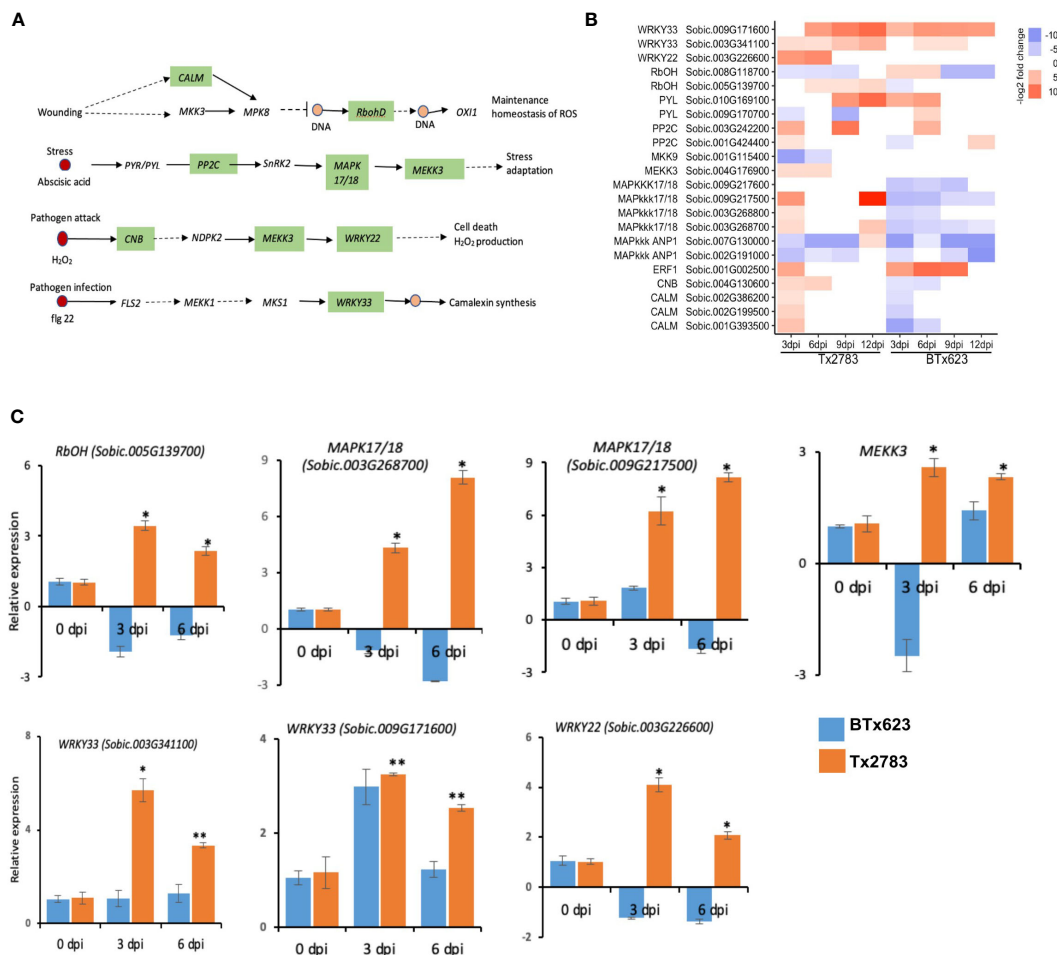 A
CALM
Wounding
MKK3
MPK8
DNA
RbohD
DNA
OXI1
Maintenance
homeostasis of ROS
Stress
Abscisic acid
PYR/PYL
PP2C
SnRK2
MAPK
17/18
MEKK3
Stress
adaptation
Pathogen attack
H2O2
CNB
NDPK2
MEKK3
WRKY22
Cell death
H2O2 production
Pathogen infection
flg 22
FLS2
MEKK1
MKS1
WRKY33
Camalexin synthesis
B
WRKY33 Sobic.009G171600
WRKY33 Sobic.003G341100
WRKY22 Sobic.003G226600
RbOH Sobic.008G118700
RbOH Sobic.005G139700
PYL Sobic.010G169100
PYL Sobic.009G170700
PP2C Sobic.003G242200
PP2C Sobic.001G424400
MKK9 Sobic.001G115400
MEKK3 Sobic.004G176900
MAPKKK17/18 Sobic.009G217600
MAPkkk17/18 Sobic.009G217500
MAPkkk17/18 Sobic.003G268800
MAPkkk17/18 Sobic.003G268700
MAPkkk ANP1 Sobic.007G130000
MAPkkk ANP1 Sobic.002G191000
ERF1 Sobic.001G002500
CNB Sobic.004G130600
CALM Sobic.002G386200
CALM Sobic.002G199500
CALM Sobic.001G393500
3dpi 6dpi 9dpi 12dpi 3dpi 6dpi 9dpi 12dpi
Tx2783 BTx623
-log2 fold change
-10
-5
0
5
10
C
RbOH (Sobic.005G139700)
Relative expression
6
3
0
-3
0 dpi 3 dpi 6 dpi
* *
MAPK17/18
(Sobic.003G268700)
9
6
3
0
-3
0 dpi 3 dpi 6 dpi
* *
MAPK17/18
(Sobic.009G217500)
9
6
3
0
-3
0 dpi 3 dpi 6 dpi
* *
MEKK3
3
0
-3
0 dpi 3 dpi 6 dpi
* *
WRKY33 (Sobic.003G341100)
Relative expression
8
4
0
0 dpi 3 dpi 6 dpi
* **
WRKY33 (Sobic.009G171600)
4
2
0
0 dpi 3 dpi 6 dpi
** **
WRKY22 (Sobic.003G226600)
6
4
2
0
-2
0 dpi 3 dpi 6 dpi
* *
BTx623
Tx2783